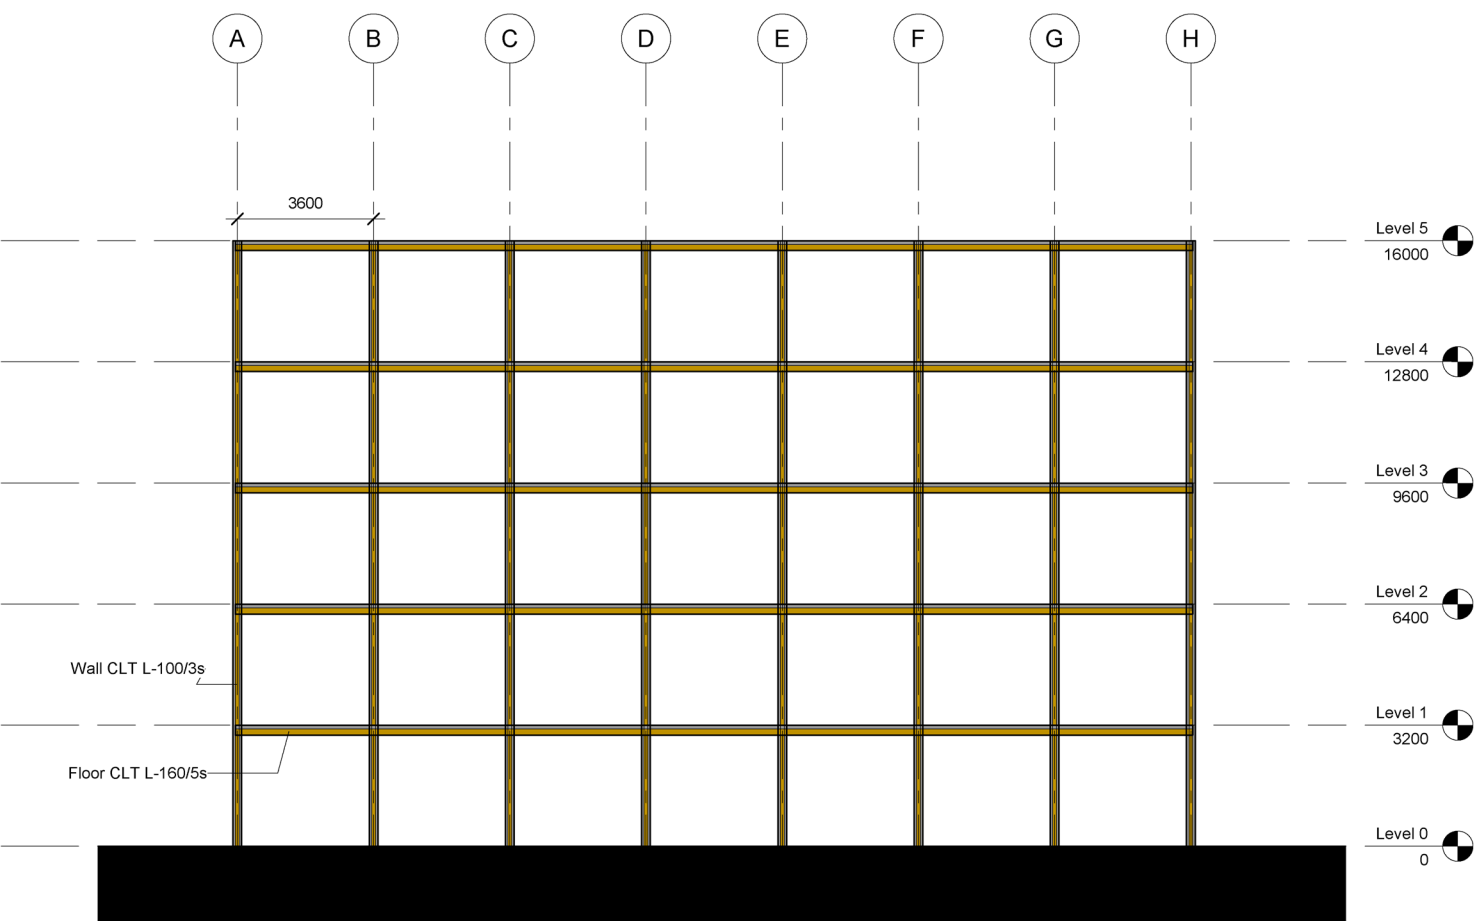 A B C D E F G H
3600
Level 5
16000
Level 4
12800
Level 3
9600
Level 2
6400
Wall CLT L-100/3s
Level 1
3200
Floor CLT L-160/5s
Level 0
0